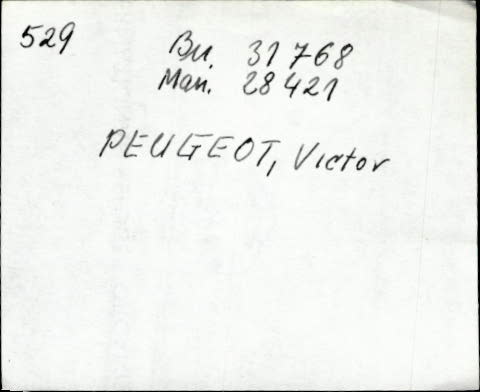 529
Bu. 31768
Mau. 28421
PEUGEOT, Victor